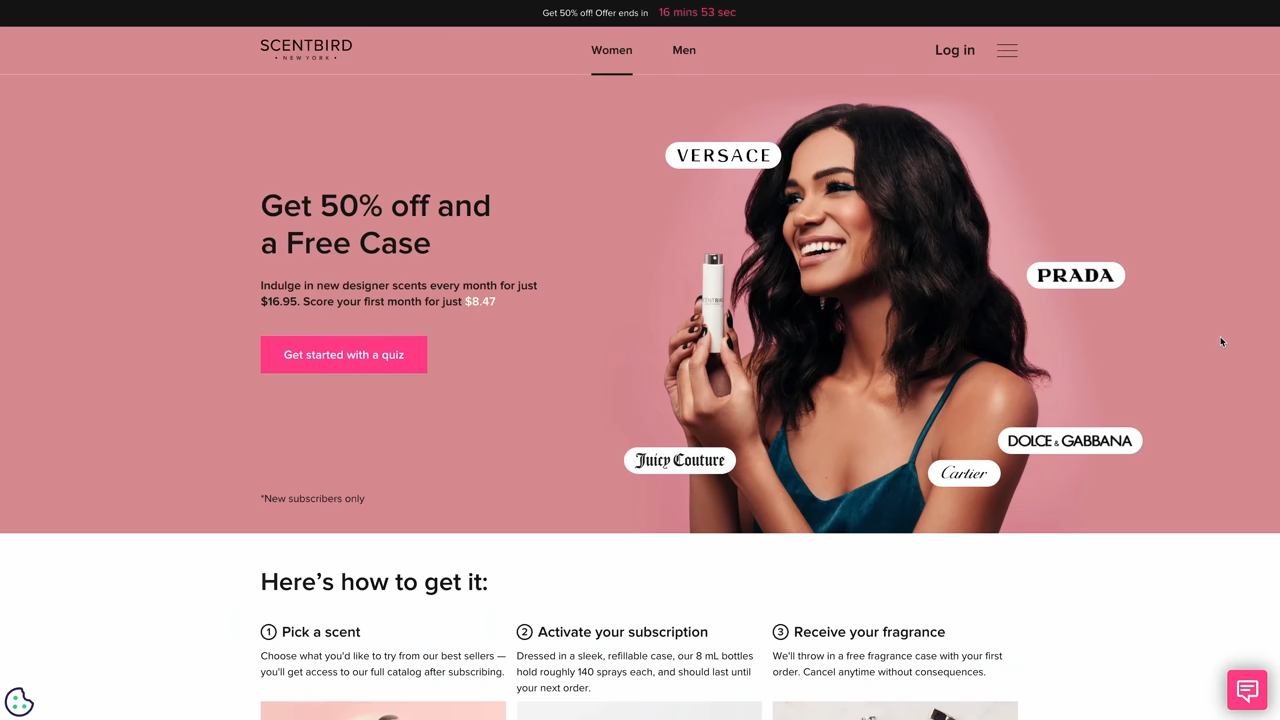 Get 50% off! Offer ends in 16 mins 53 sec
SCENTBIRD
• NEW YORK •
Women
Men
Log in
VERSACE
Get 50% off and
a Free Case
PRADA
Indulge in new designer scents every month for just
$16.95. Score your first month for just $8.47
SCENTBIRD
Get started with a quiz
DOLCE & GABBANA
Juicy Couture
Cartier
*New subscribers only
Here’s how to get it:
1 Pick a scent
Choose what you'd like to try from our best sellers —
you'll get access to our full catalog after subscribing.
2 Activate your subscription
Dressed in a sleek, refillable case, our 8 mL bottles
hold roughly 140 sprays each, and should last until
your next order.
3 Receive your fragrance
We'll throw in a free fragrance case with your first
order. Cancel anytime without consequences.